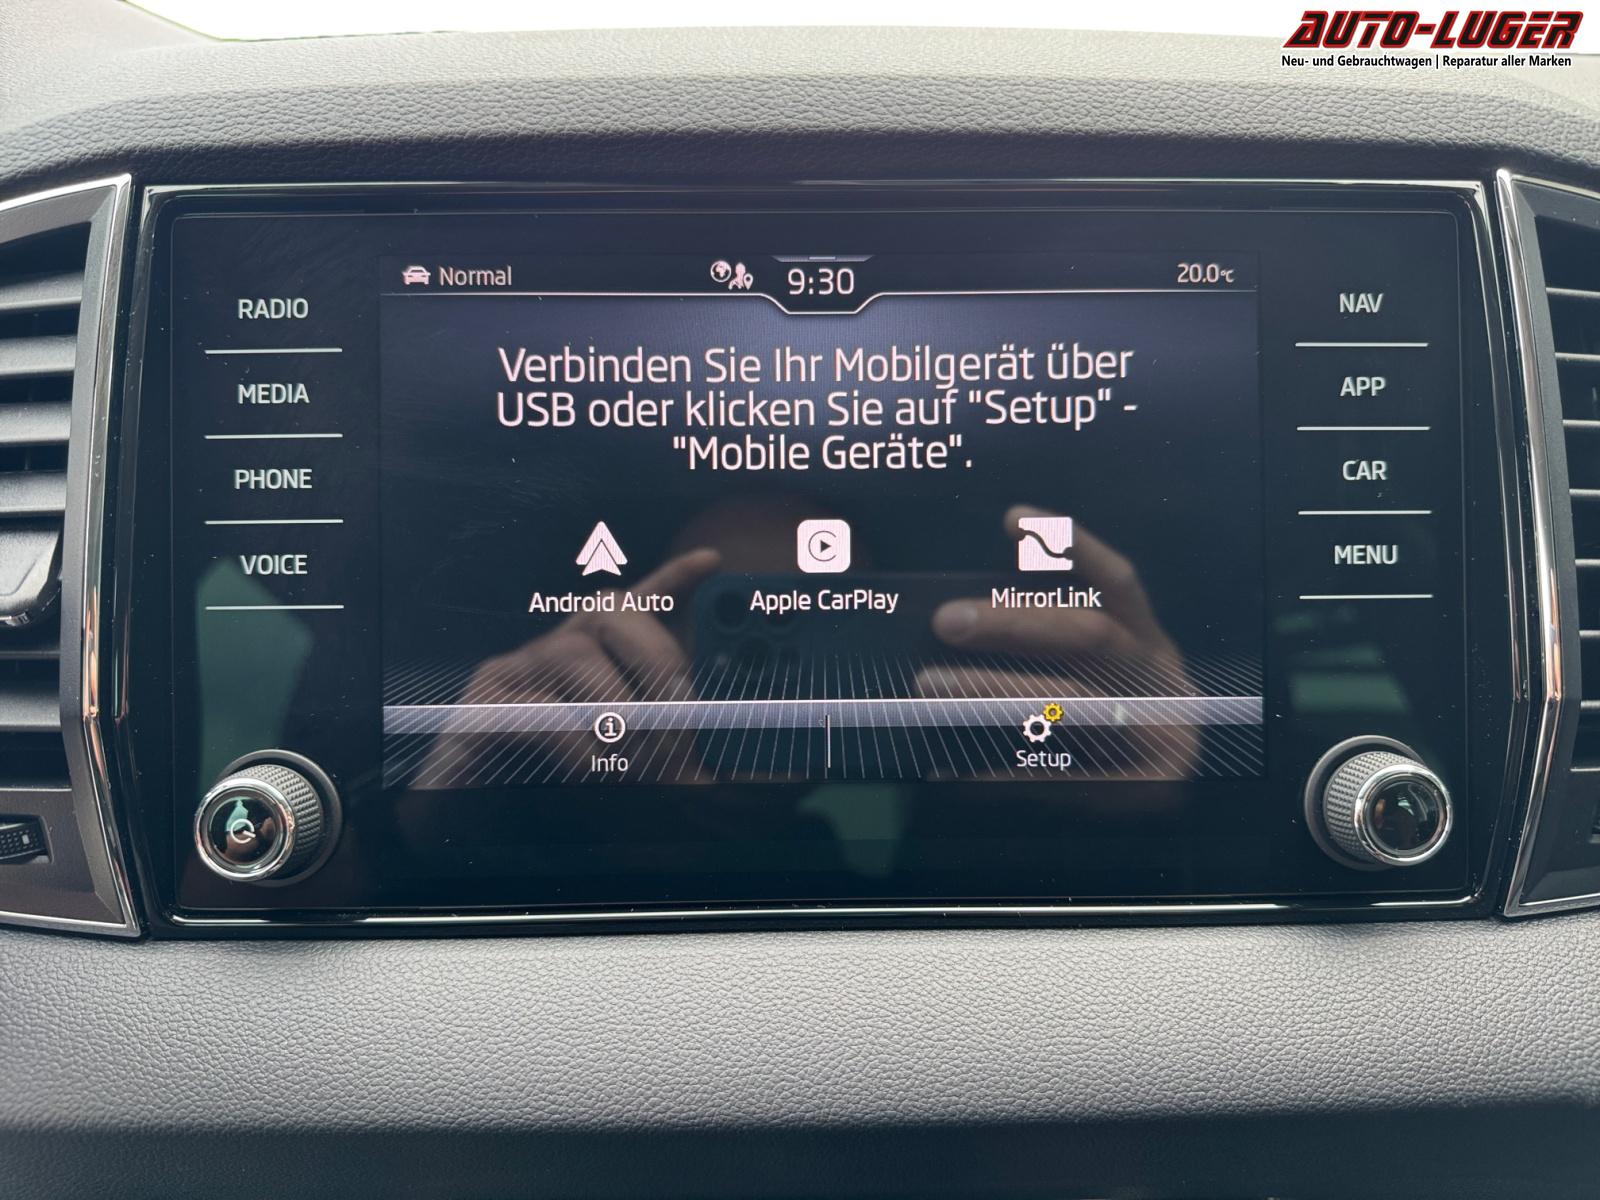 AUTO-LUGER
Neu- und Gebrauchtwagen | Reparatur aller Marken
Normal
9:30
20.0°C
RADIO
MEDIA
PHONE
VOICE
Verbinden Sie Ihr Mobilgerät über
USB oder klicken Sie auf "Setup" -
"Mobile Geräte".
Android Auto
Apple CarPlay
MirrorLink
Info
Setup
NAV
APP
CAR
MENU